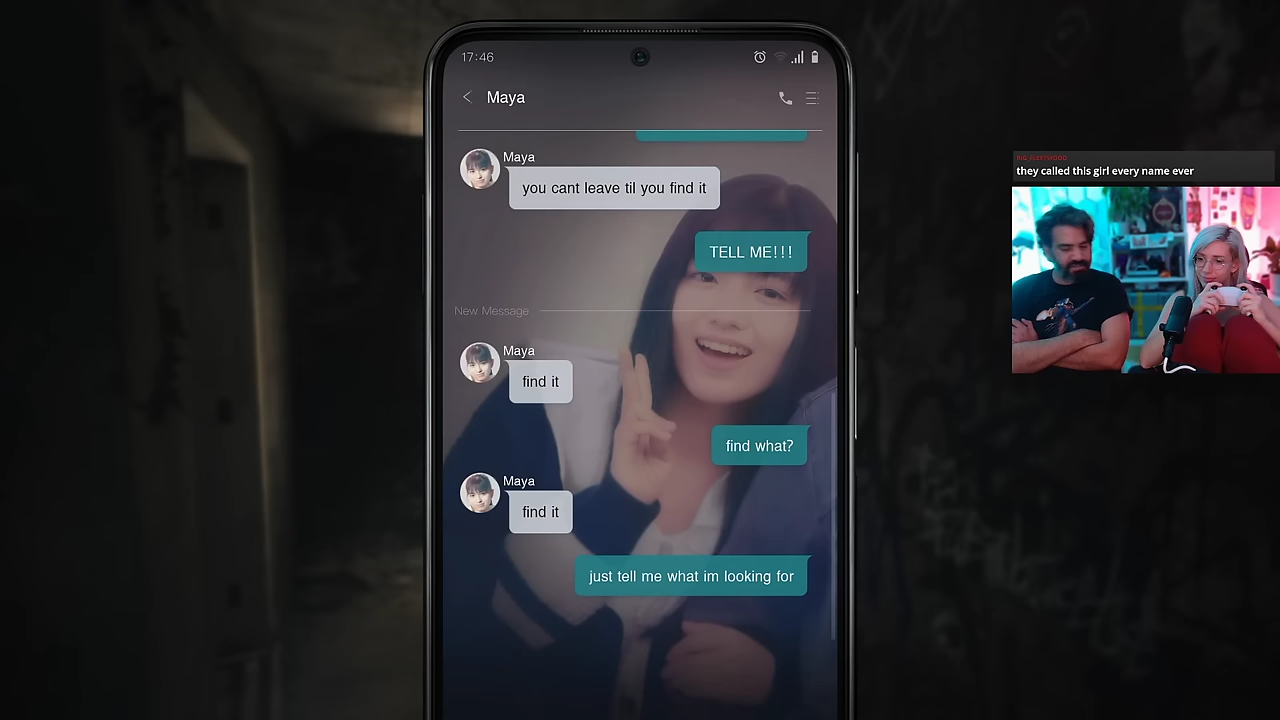 17:46
Maya
Maya
you cant leave til you find it
TELL ME!!!
New Message
Maya
find it
find what?
Maya
find it
just tell me what im looking for
BIG_FLEETWOOD
they called this girl every name ever